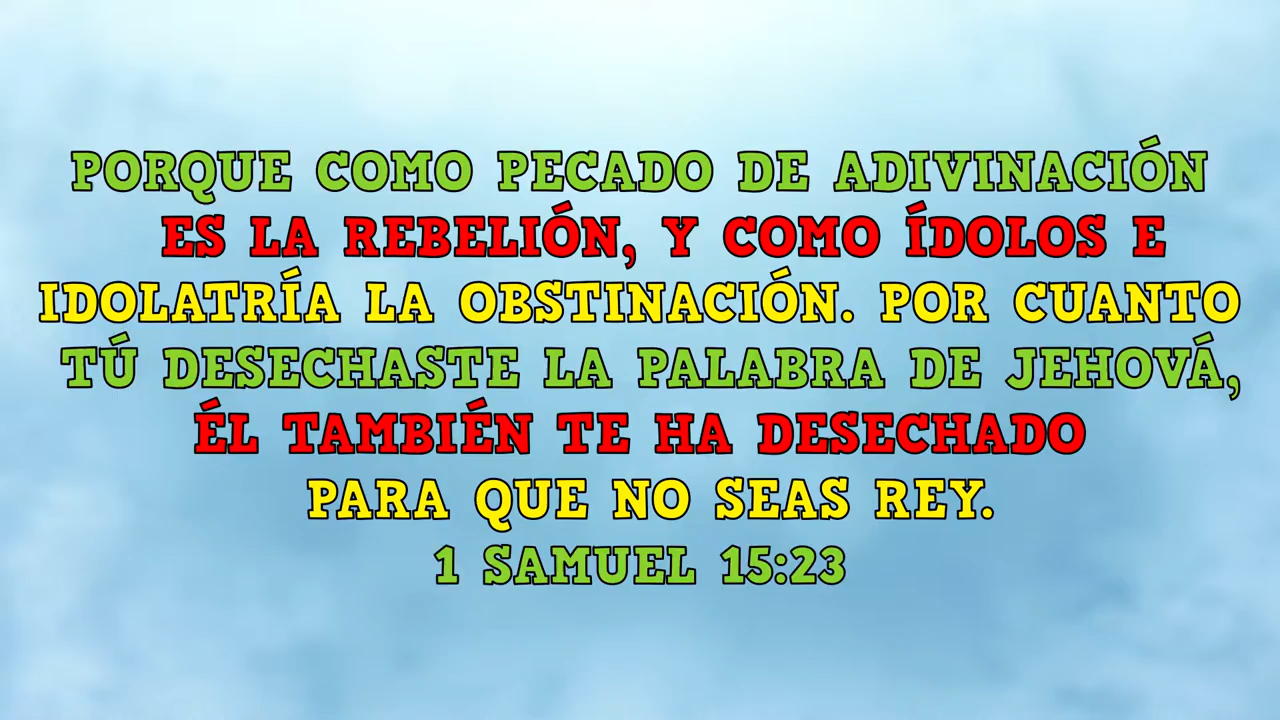 PORQUE COMO PECADO DE ADIVINACIÓN
ES LA REBELIÓN, Y COMO ÍDOLOS E
IDOLATRÍA LA OBSTINACIÓN. POR CUANTO
TÚ DESECHASTE LA PALABRA DE JEHOVÁ,
ÉL TAMBIÉN TE HA DESECHADO
PARA QUE NO SEAS REY.
1 SAMUEL 15:23